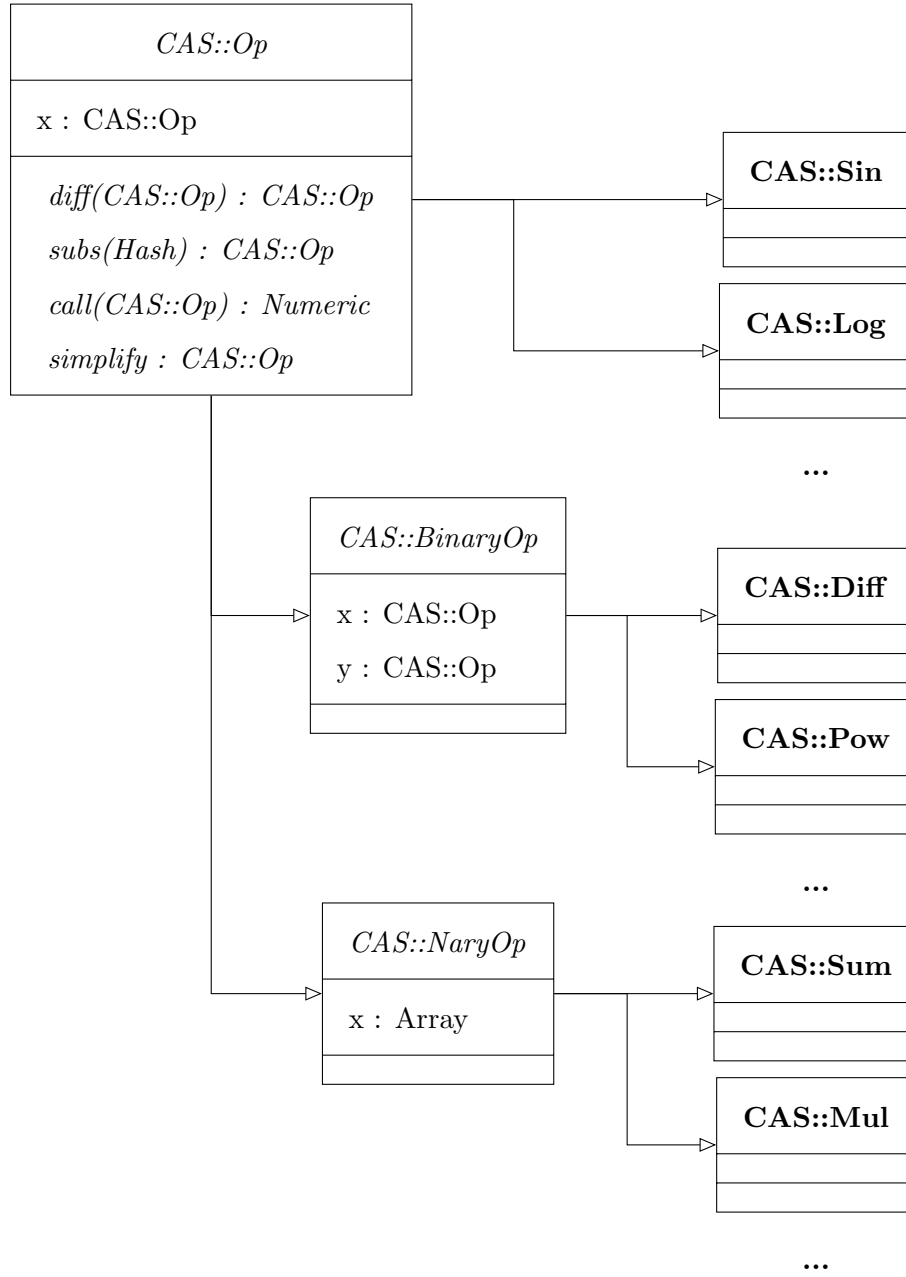 CAS::Op
x : CAS::Op
diff(CAS::Op) : CAS::Op
subs(Hash) : CAS::Op
call(CAS::Op) : Numeric
simplify : CAS::Op
CAS::Sin
CAS::Log
...
CAS::BinaryOp
x : CAS::Op
y : CAS::Op
CAS::Diff
CAS::Pow
...
CAS::NaryOp
x : Array
CAS::Sum
CAS::Mul
...